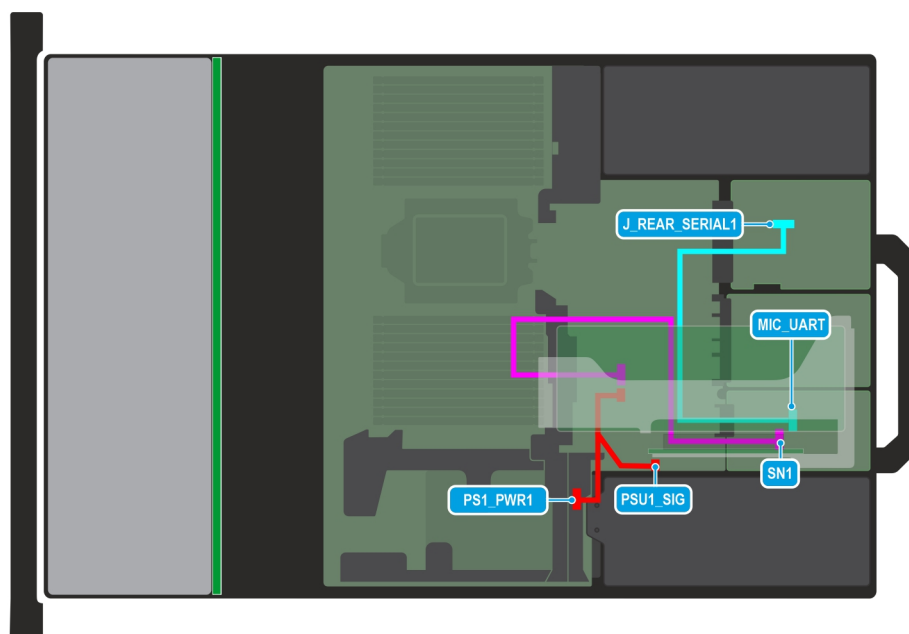 J_REAR_SERIAL1
MIC_UART
SN1
PS1_PWR1
PSU1_SIG